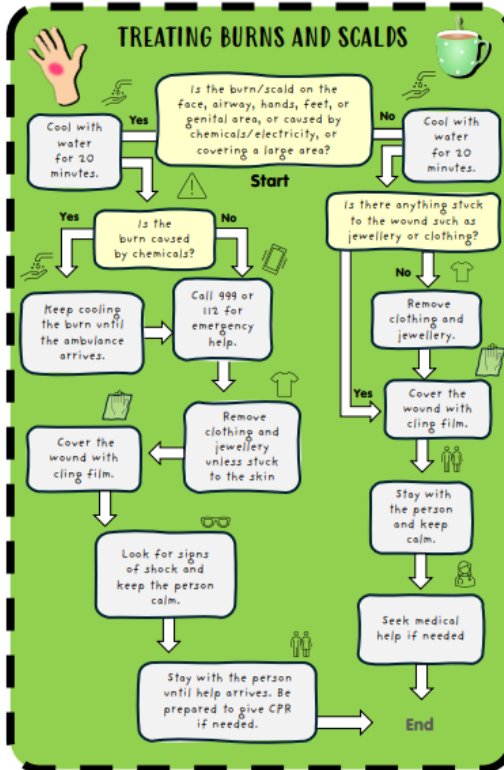 TREATING BURNS AND SCALDS
Is the burn/scald on the
face, airway, hands, feet, or
genital area, or caused by
chemicals/electricity, or
covering a large area?
Start
Yes
Cool with
water
for 20
minutes.
Is the
burn caused
by chemicals?
Yes
Keep cooling
the burn until
the ambulance
arrives.
No
Call 999 or
112 for
emergency
help.
Remove
clothing and
jewellery
unless stuck
to the skin
Cover the
wound with
cling film.
Look for signs
of shock and
keep the person
calm.
Stay with the person
until help arrives. Be
prepared to give CPR
if needed.
No
Cool with
water
for 20
minutes.
Is there anything stuck
to the wound such as
jewellery or clothing?
No
Remove
clothing and
jewellery.
Yes
Cover the
wound with
cling film.
Stay with
the person
and keep
calm.
Seek medical
help if needed
End